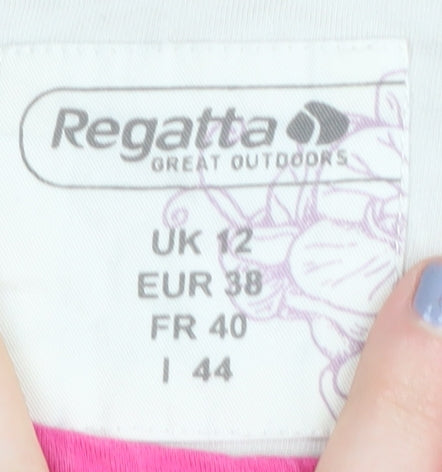 Regatta
GREAT OUTDOORS
UK 12
EUR 38
FR 40
I 44